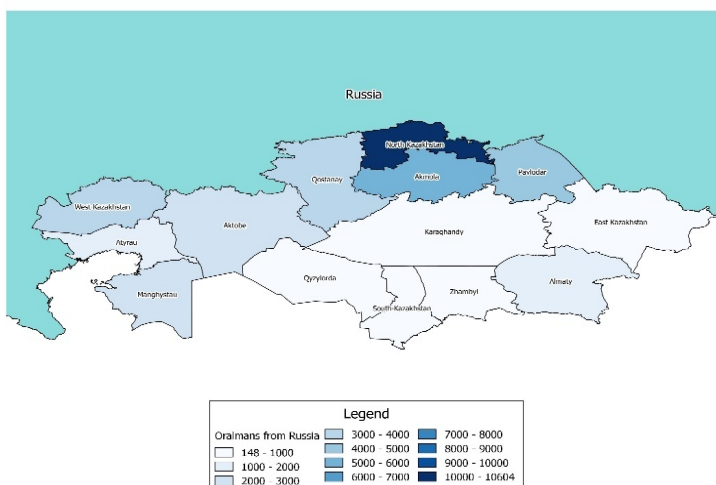 Russia
North Kazakhstan
Qostanay
Akmola
Pavlodar
West Kazakhstan
Aktobe
Karaqhandy
East Kazakhstan
Atyrau
Manghystau
Qyzylorda
South-Kazakhstan
Zhambyl
Almaty
Legend
Oralmans from Russia
148 - 1000
1000 - 2000
2000 - 3000
3000 - 4000
4000 - 5000
5000 - 6000
6000 - 7000
7000 - 8000
8000 - 9000
9000 - 10000
10000 - 10604